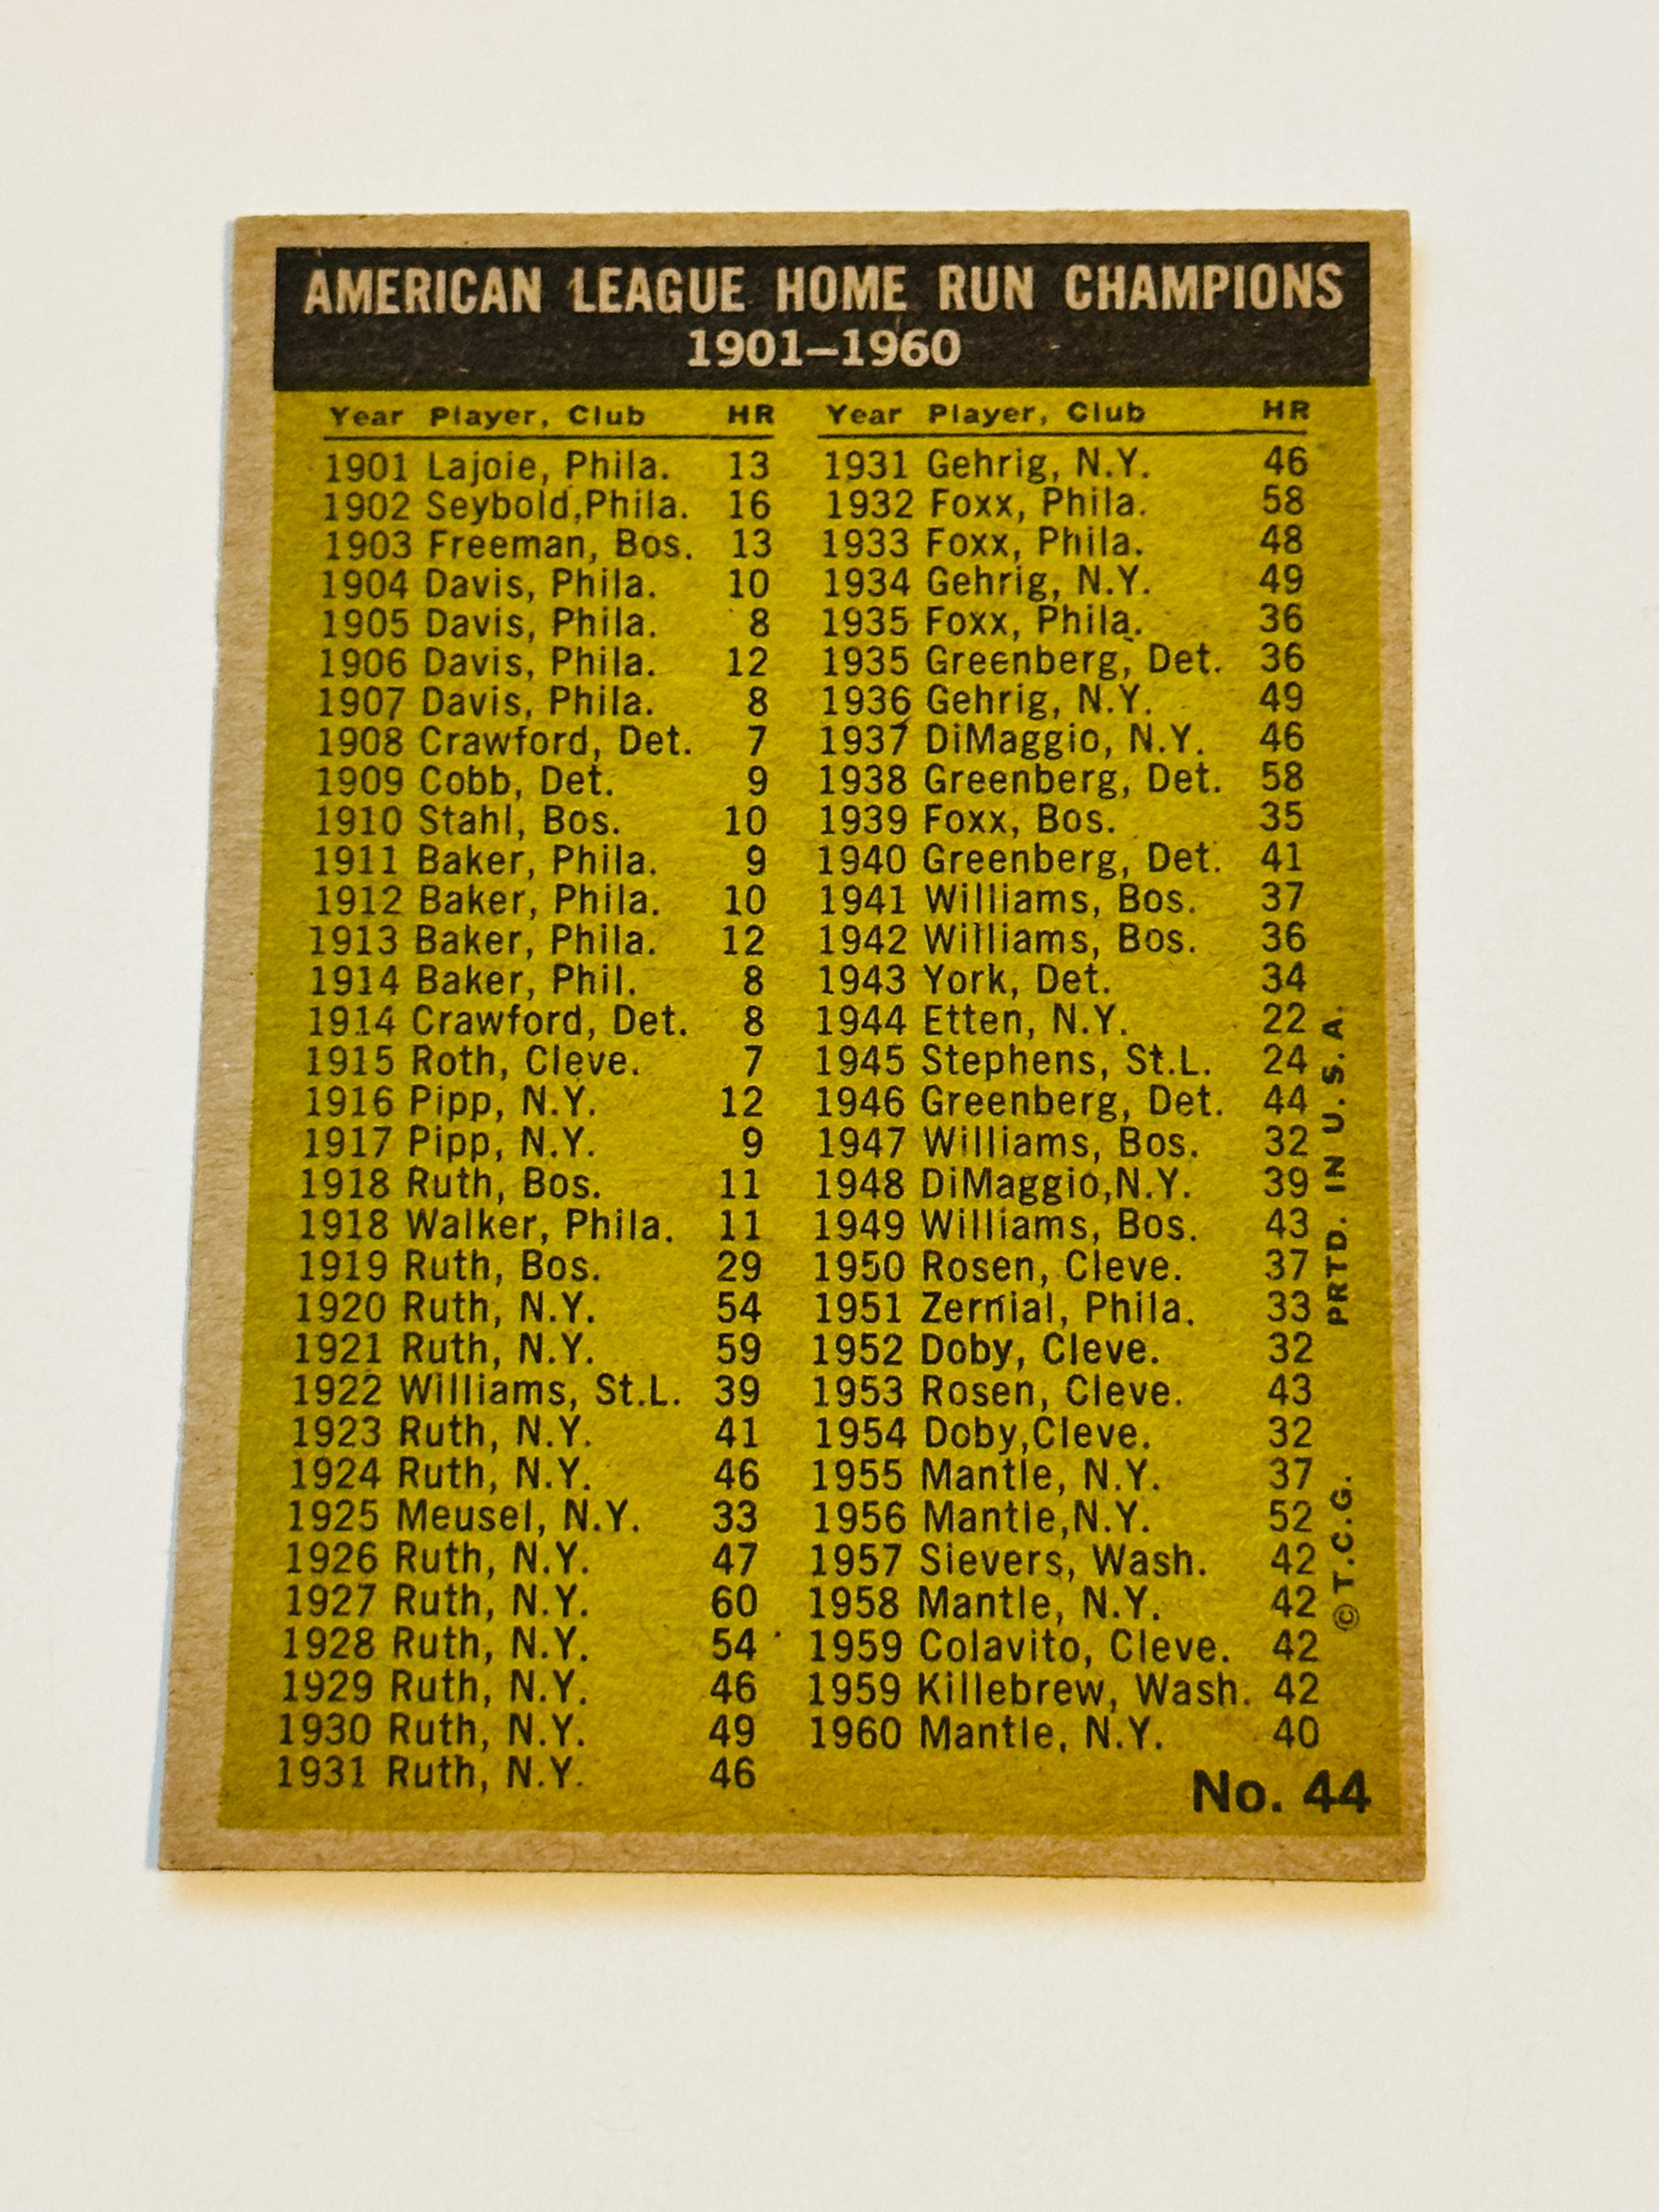 AMERICAN LEAGUE HOME RUN CHAMPIONS
1901–1960
Year Player, Club HR
1901 Lajoie, Phila. 13
1902 Seybold,Phila. 16
1903 Freeman, Bos. 13
1904 Davis, Phila. 10
1905 Davis, Phila. 8
1906 Davis, Phila. 12
1907 Davis, Phila. 8
1908 Crawford, Det. 7
1909 Cobb, Det. 9
1910 Stahl, Bos. 10
1911 Baker, Phila. 9
1912 Baker, Phila. 10
1913 Baker, Phila. 12
1914 Baker, Phil. 8
1914 Crawford, Det. 8
1915 Roth, Cleve. 7
1916 Pipp, N.Y. 12
1917 Pipp, N.Y. 9
1918 Ruth, Bos. 11
1918 Walker, Phila. 11
1919 Ruth, Bos. 29
1920 Ruth, N.Y. 54
1921 Ruth, N.Y. 59
1922 Williams, St.L. 39
1923 Ruth, N.Y. 41
1924 Ruth, N.Y. 46
1925 Meusel, N.Y. 33
1926 Ruth, N.Y. 47
1927 Ruth, N.Y. 60
1928 Ruth, N.Y. 54
1929 Ruth, N.Y. 46
1930 Ruth, N.Y. 49
1931 Ruth, N.Y. 46
Year Player, Club HR
1931 Gehrig, N.Y. 46
1932 Foxx, Phila. 58
1933 Foxx, Phila. 48
1934 Gehrig, N.Y. 49
1935 Foxx, Phila. 36
1935 Greenberg, Det. 36
1936 Gehrig, N.Y. 49
1937 DiMaggio, N.Y. 46
1938 Greenberg, Det. 58
1939 Foxx, Bos. 35
1940 Greenberg, Det. 41
1941 Williams, Bos. 37
1942 Williams, Bos. 36
1943 York, Det. 34
1944 Etten, N.Y. 22
1945 Stephens, St.L. 24
1946 Greenberg, Det. 44
1947 Williams, Bos. 32
1948 DiMaggio,N.Y. 39
1949 Williams, Bos. 43
1950 Rosen, Cleve. 37
1951 Zernial, Phila. 33
1952 Doby, Cleve. 32
1953 Rosen, Cleve. 43
1954 Doby,Cleve. 32
1955 Mantle, N.Y. 37
1956 Mantle,N.Y. 52
1957 Sievers, Wash. 42
1958 Mantle, N.Y. 42
1959 Colavito, Cleve. 42
1959 Killebrew, Wash. 42
1960 Mantle, N.Y. 40
© T.C.G. PRTD. IN U.S.A.
No. 44